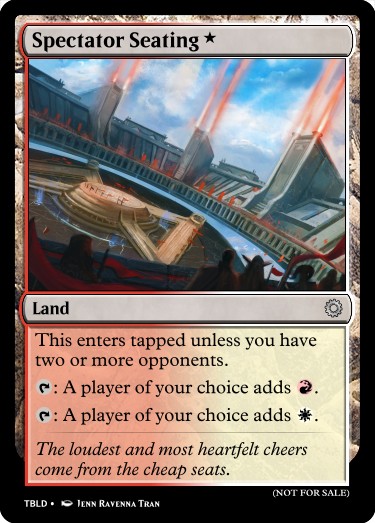 Spectator Seating ★
Land
This enters tapped unless you have
two or more opponents.
: A player of your choice adds .
: A player of your choice adds .
The loudest and most heartfelt cheers
come from the cheap seats.
(NOT FOR SALE)
TBLD • Jenn Ravenna Tran